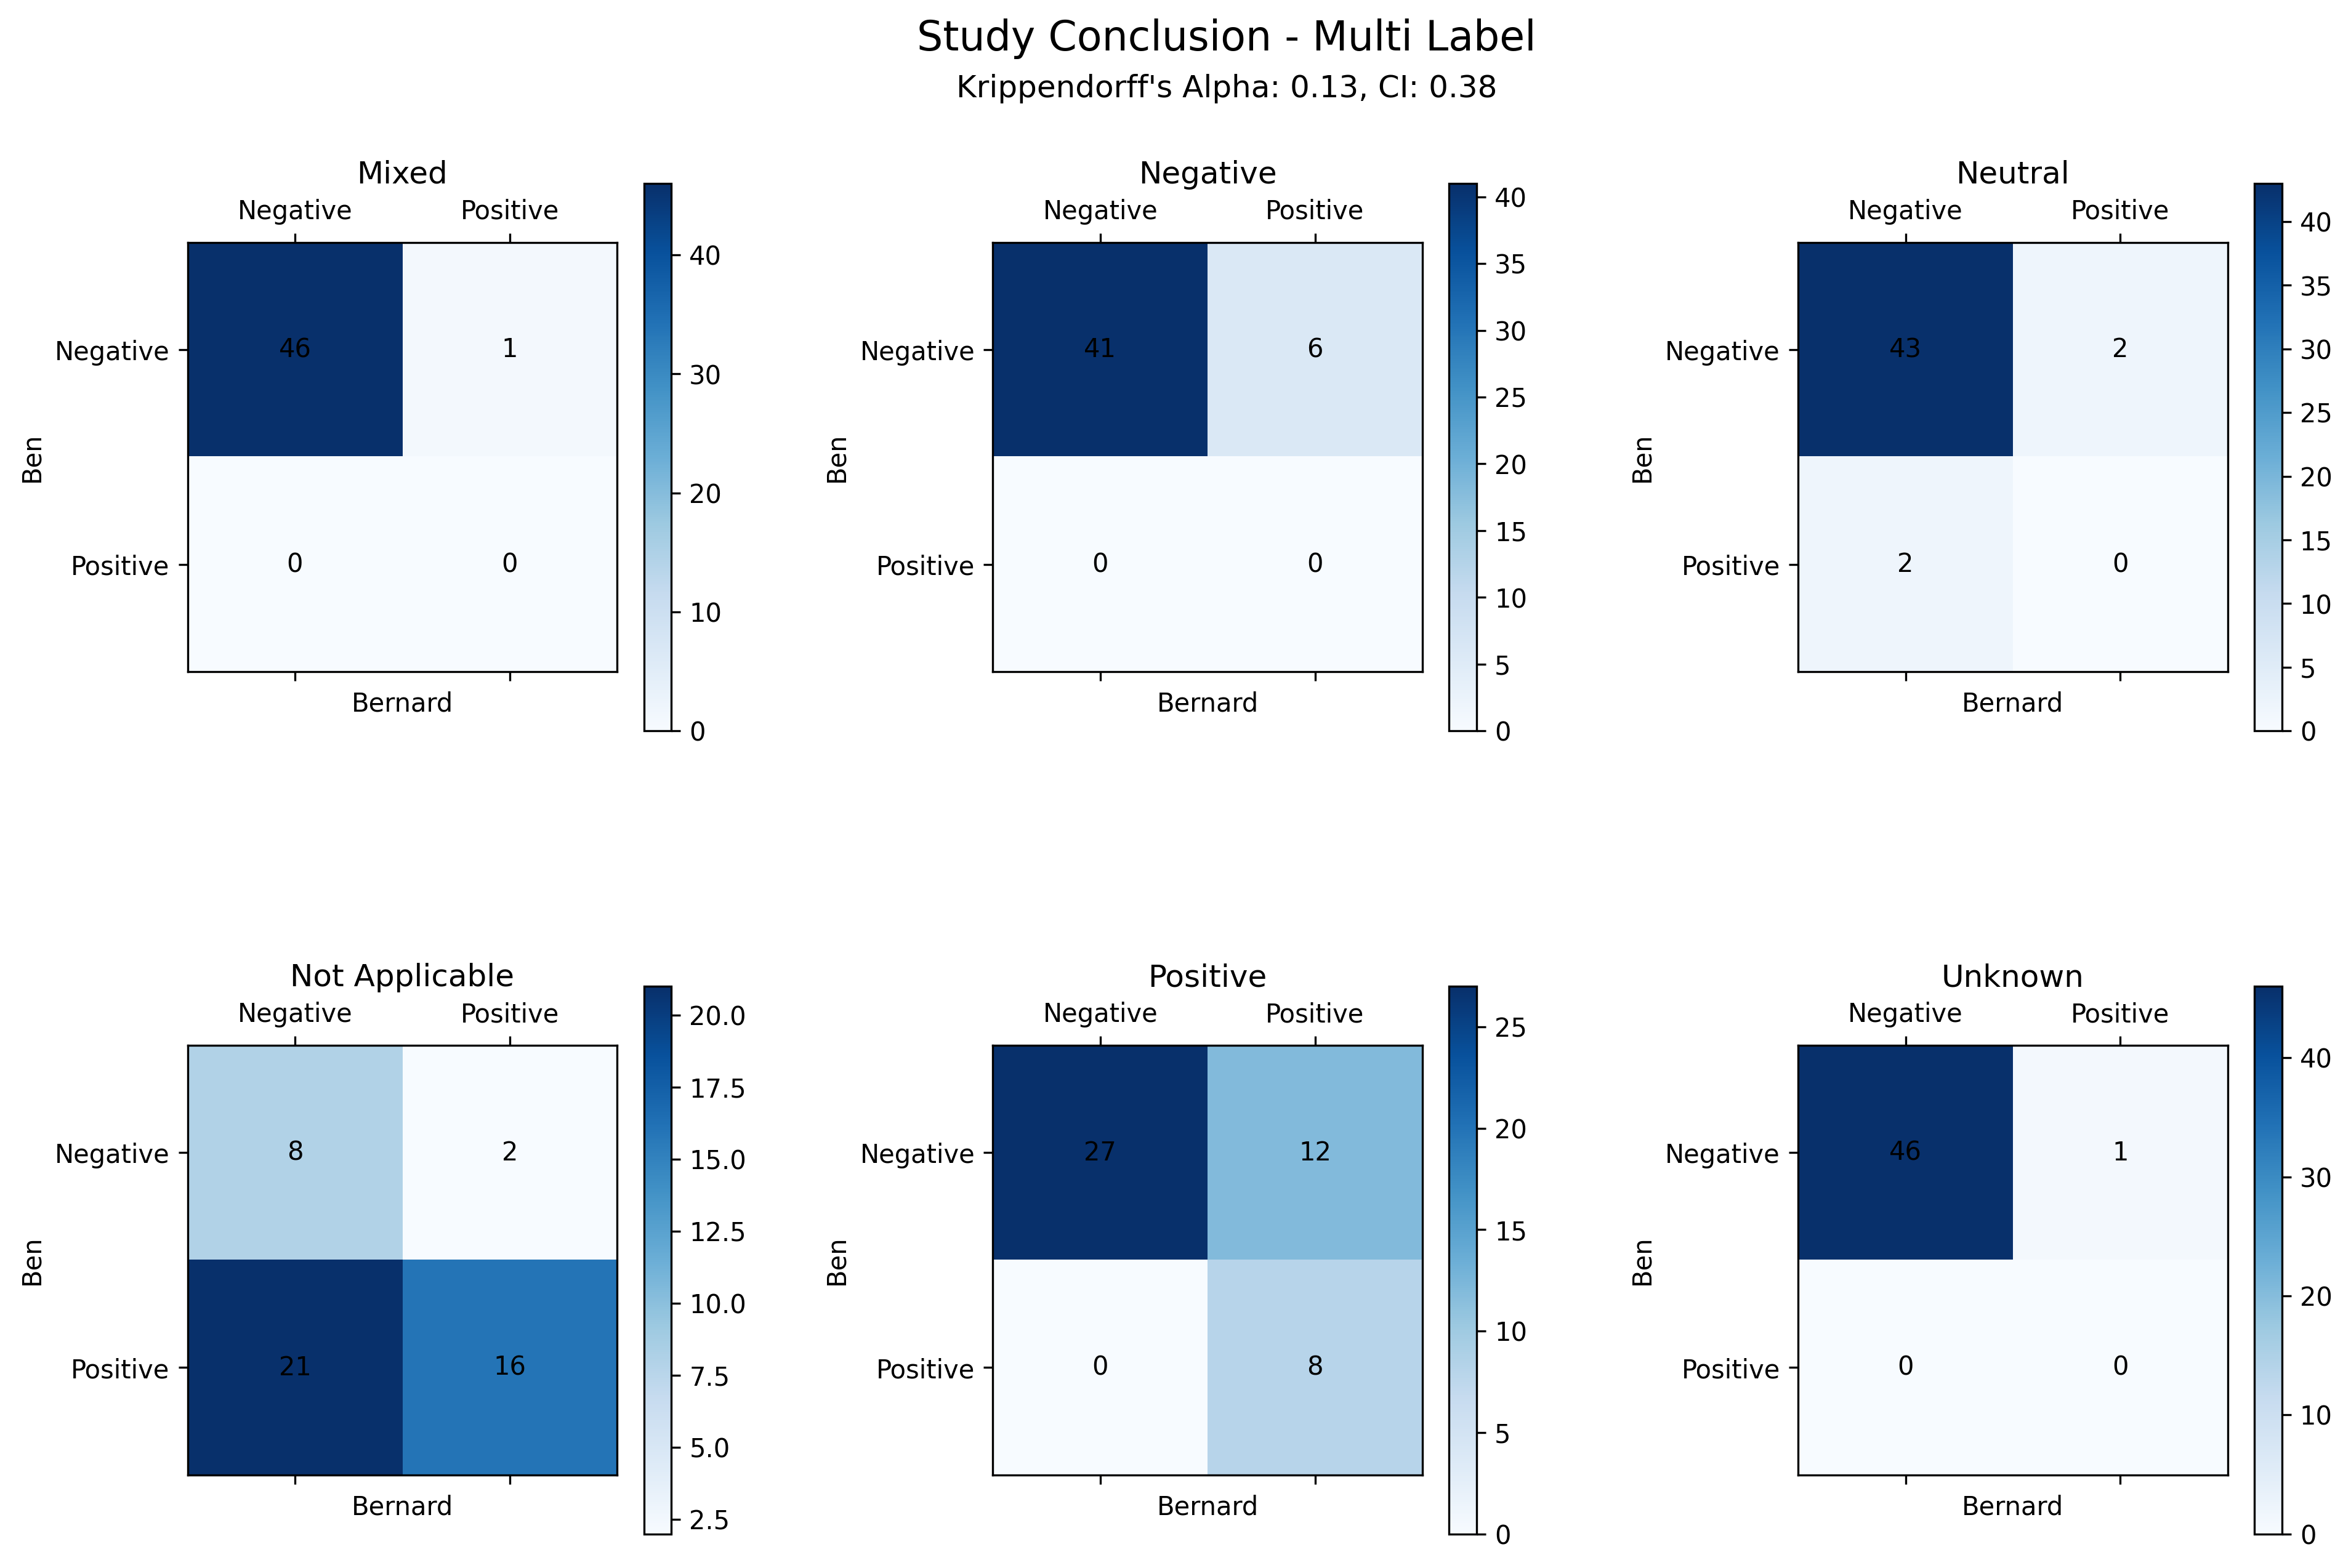 Study Conclusion - Multi Label
Krippendorff's Alpha: 0.13, CI: 0.38
Mixed
Negative Positive
40
30
20
10
0
Negative 46 1
Positive 0 0
Ben
Bernard
Negative
Negative Positive
40
35
30
25
20
15
10
5
0
Negative 41 6
Positive 0 0
Ben
Bernard
Neutral
Negative Positive
40
35
30
25
20
15
10
5
0
Negative 43 2
Positive 2 0
Ben
Bernard
Not Applicable
Negative Positive
20.0
17.5
15.0
12.5
10.0
7.5
5.0
2.5
Negative 8 2
Positive 21 16
Ben
Bernard
Positive
Negative Positive
25
20
15
10
5
0
Negative 27 12
Positive 0 8
Ben
Bernard
Unknown
Negative Positive
40
30
20
10
0
Negative 46 1
Positive 0 0
Ben
Bernard